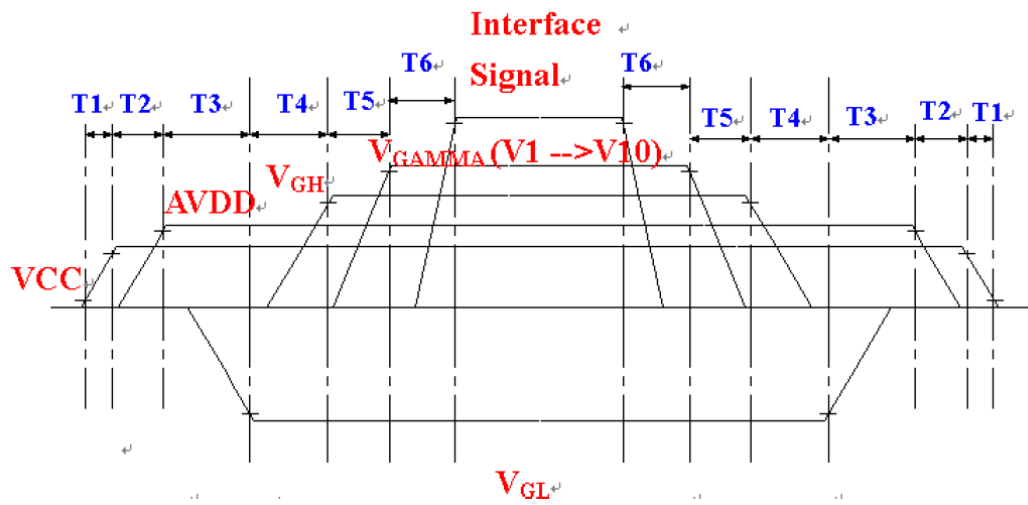 Interface
Signal
T6 T6
T1 T2 T3 T4 T5 T5 T4 T3 T2 T1
VGAMMA (V1 -->V10)
VGH
AVDD
VCC
VGL